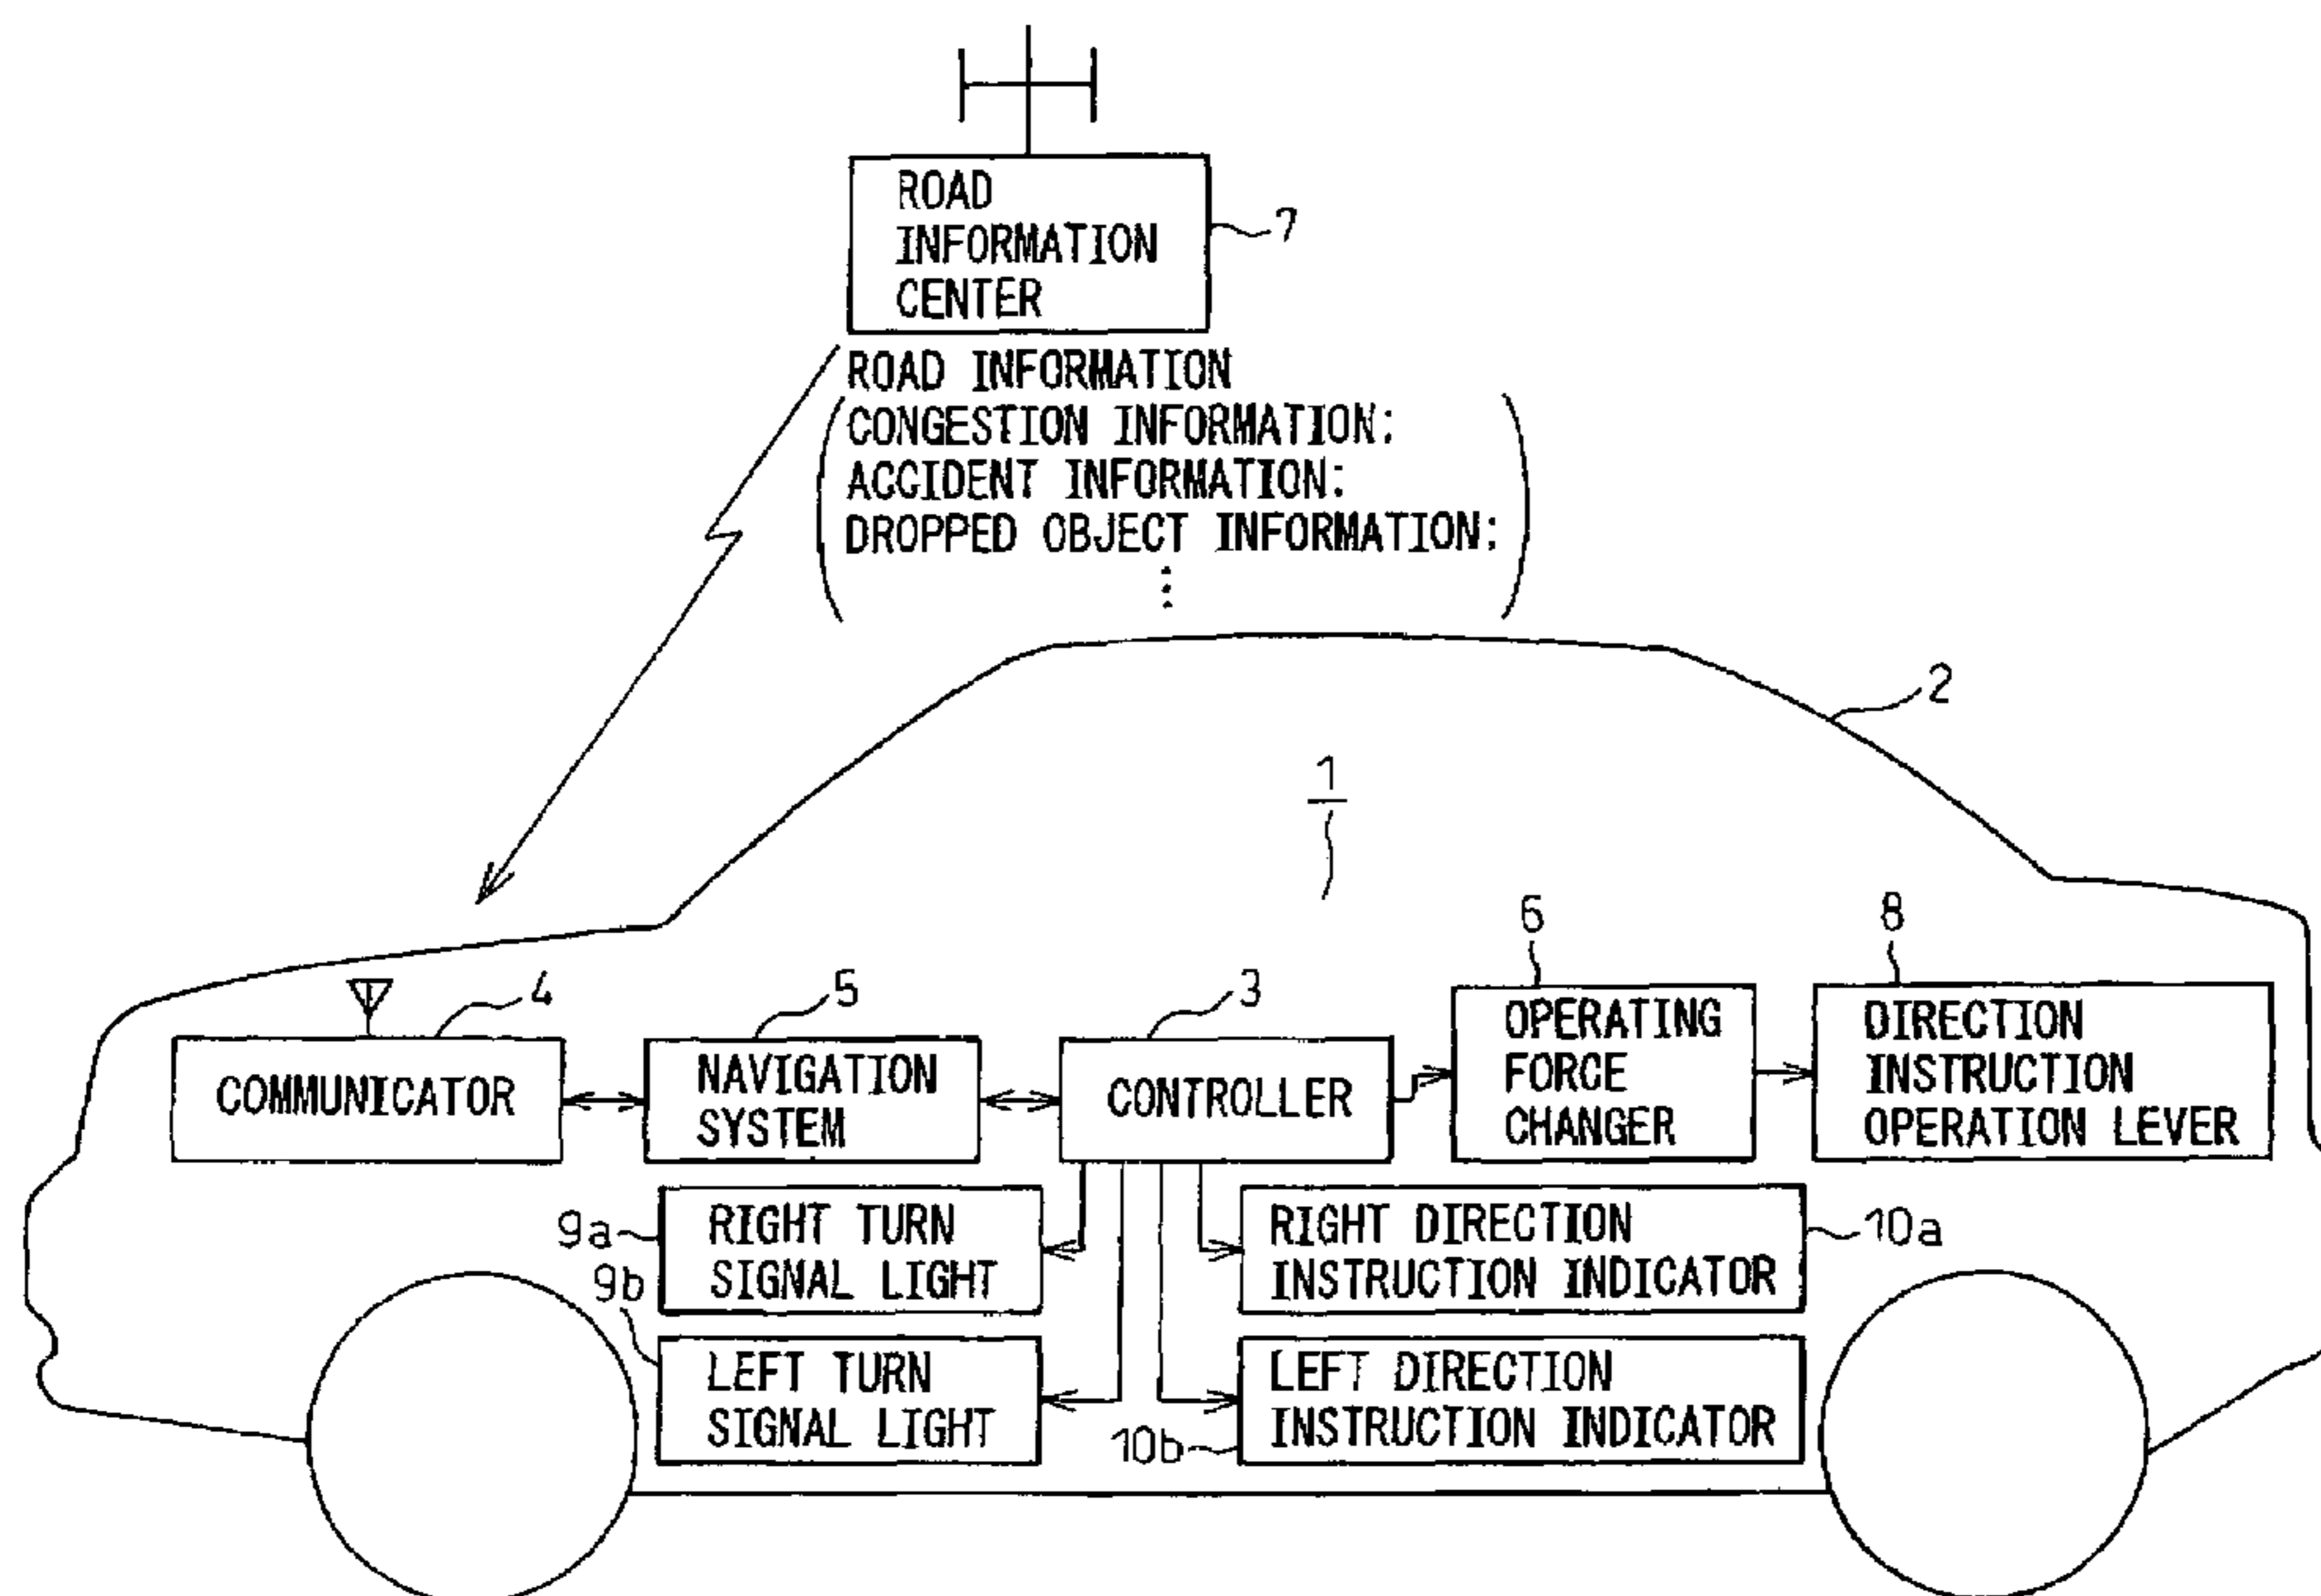 ROAD
INFORMATION
CENTER
7
ROAD INFORMATION
CONGESTION INFORMATION:
ACCIDENT INFORMATION:
DROPPED OBJECT INFORMATION:
2
1
4
5
3
6
8
COMMUNICATOR
NAVIGATION
SYSTEM
CONTROLLER
OPERATING
FORCE
CHANGER
DIRECTION
INSTRUCTION
OPERATION LEVER
9a
RIGHT TURN
SIGNAL LIGHT
RIGHT DIRECTION
INSTRUCTION INDICATOR
10a
9b
LEFT TURN
SIGNAL LIGHT
10b
LEFT DIRECTION
INSTRUCTION INDICATOR